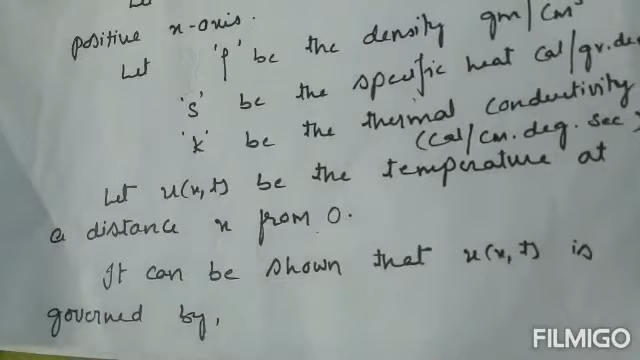 positive x-axis.
Let 'ρ' be the density gm/cm³
's' be the specific heat cal/gr.deg
'k' be the thermal conductivity
(cal/cm.deg.sec)
Let u(x,t) be the temperature at
a distance x from 0.
It can be shown that u(x,t) is
governed by,
FILMIGO